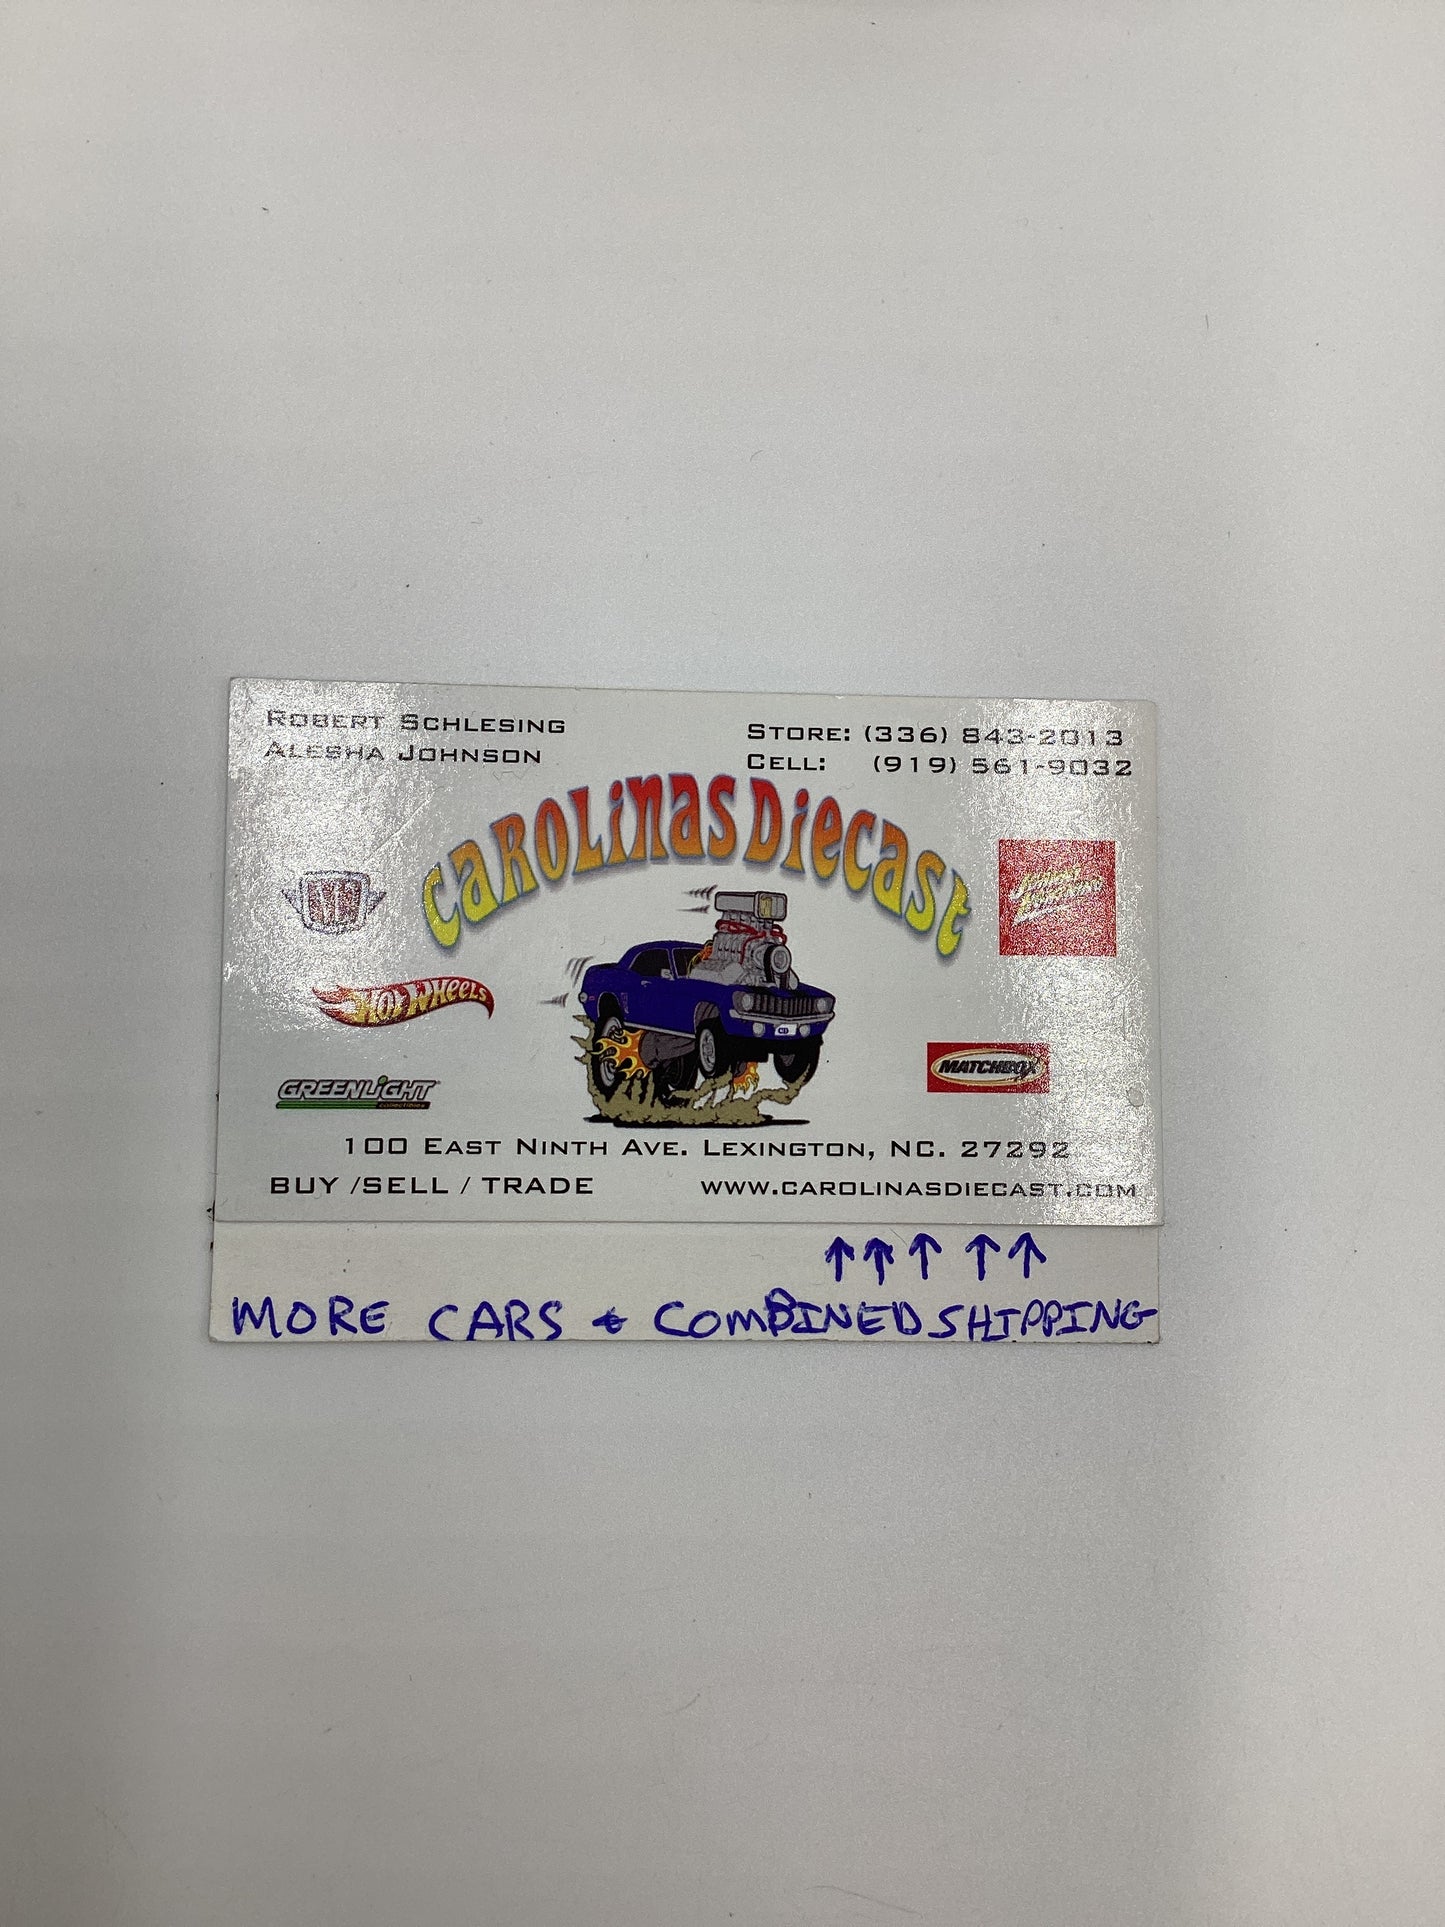 ROBERT SCHLESING
ALESHA JOHNSON
STORE: (336) 843-2013
CELL: (919) 561-9032
CAROLINAS DIECAST
HOT WHEELS
GREENLIGHT
collectibles
MATCHBOX
100 EAST NINTH AVE. LEXINGTON, NC. 27292
BUY /SELL / TRADE
WWW.CAROLINASDIECAST.COM
↑↑↑ ↑↑
MORE CARS & COMBINED SHIPPING